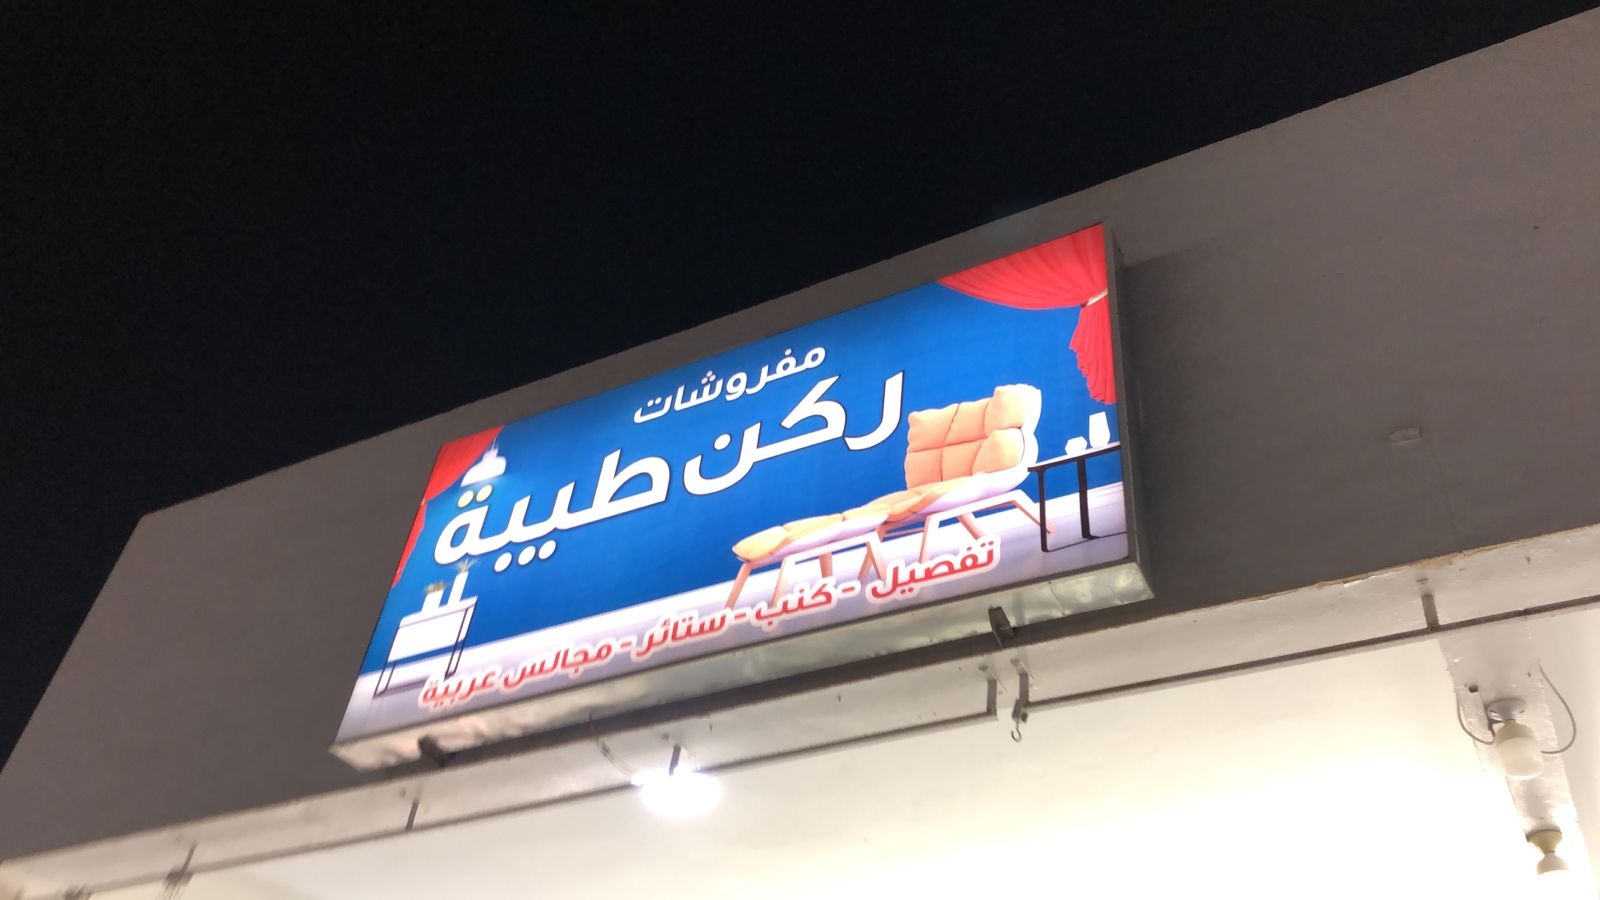 مفروشات
ركن طيبة
تفصيل - كنب - ستائر - مجالس عربية